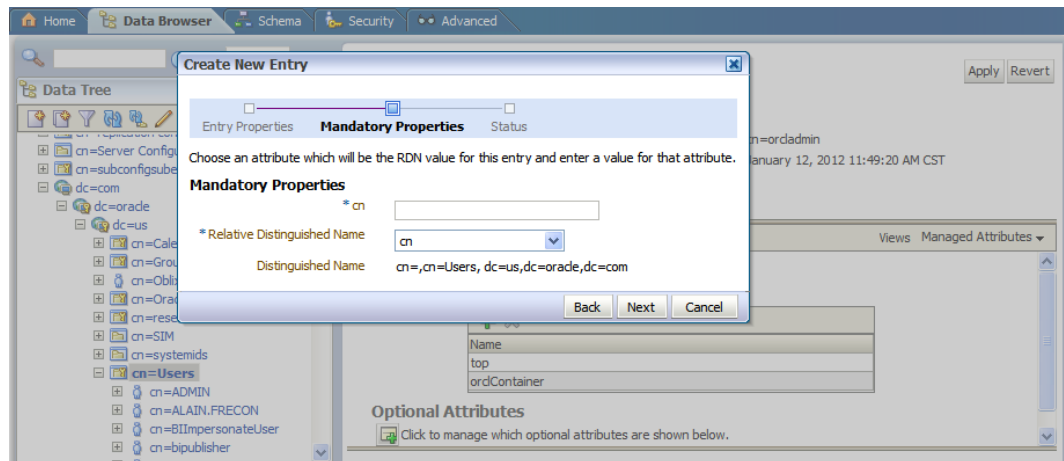 Home Data Browser Schema Security Advanced
Create New Entry
Apply Revert
Data Tree
Entry Properties Mandatory Properties Status
cn=orcladmin
January 12, 2012 11:49:20 AM CST
cn=Server Configu
cn=subconfigsube
Choose an attribute which will be the RDN value for this entry and enter a value for that attribute.
dc=com
Mandatory Properties
dc=oracle
* cn
dc=us
* Relative Distinguished Name cn
Views Managed Attributes
cn=Cale
cn=Grou
Distinguished Name cn=,cn=Users, dc=us,dc=oracle,dc=com
cn=Oblix
cn=Orac
cn=rese
Back Next Cancel
cn=SIM
Name
cn=systemids
top
cn=Users
orclContainer
cn=ADMIN
cn=ALAIN.FRECON
Optional Attributes
cn=BIImpersonateUser
Click to manage which optional attributes are shown below.
cn=bipublisher